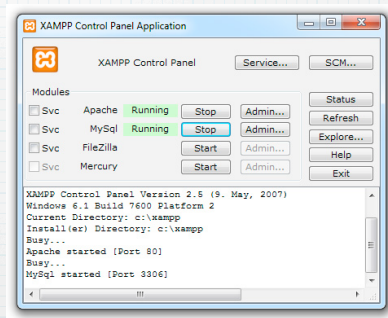 XAMPP Control Panel Application
XAMPP Control Panel
Service...
SCM...
Modules
Status
Svc Apache Running Stop Admin...
Refresh
Svc MySql Running Stop Admin...
Explore...
Svc FileZilla Start Admin...
Help
Svc Mercury Start Admin...
Exit
XAMPP Control Panel Version 2.5 (9. May, 2007)
Windows 6.1 Build 7600 Platform 2
Current Directory: c:\xampp
Install(er) Directory: c:\xampp
Busy...
Apache started [Port 80]
Busy...
MySql started [Port 3306]